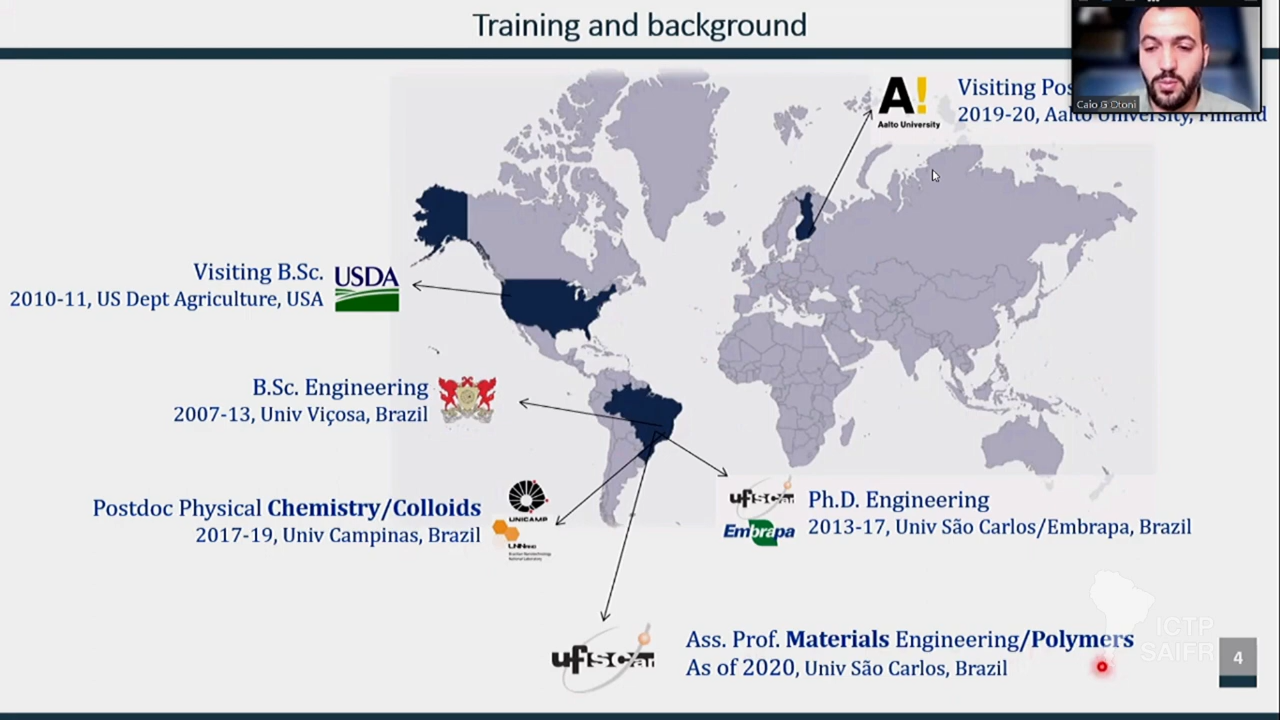 Training and background
Caio G Otoni
A!
Aalto University
Visiting
2019-20, Aalto University, Finland
Visiting B.Sc.
2010-11, US Dept Agriculture, USA
USDA
B.Sc. Engineering
2007-13, Univ Viçosa, Brazil
Postdoc Physical Chemistry/Colloids
2017-19, Univ Campinas, Brazil
UNICAMP
ufscar
Embrapa
Ph.D. Engineering
2013-17, Univ São Carlos/Embrapa, Brazil
ufscar
Ass. Prof. Materials Engineering/Polymers
As of 2020, Univ São Carlos, Brazil
ICTP
SAIFR
4